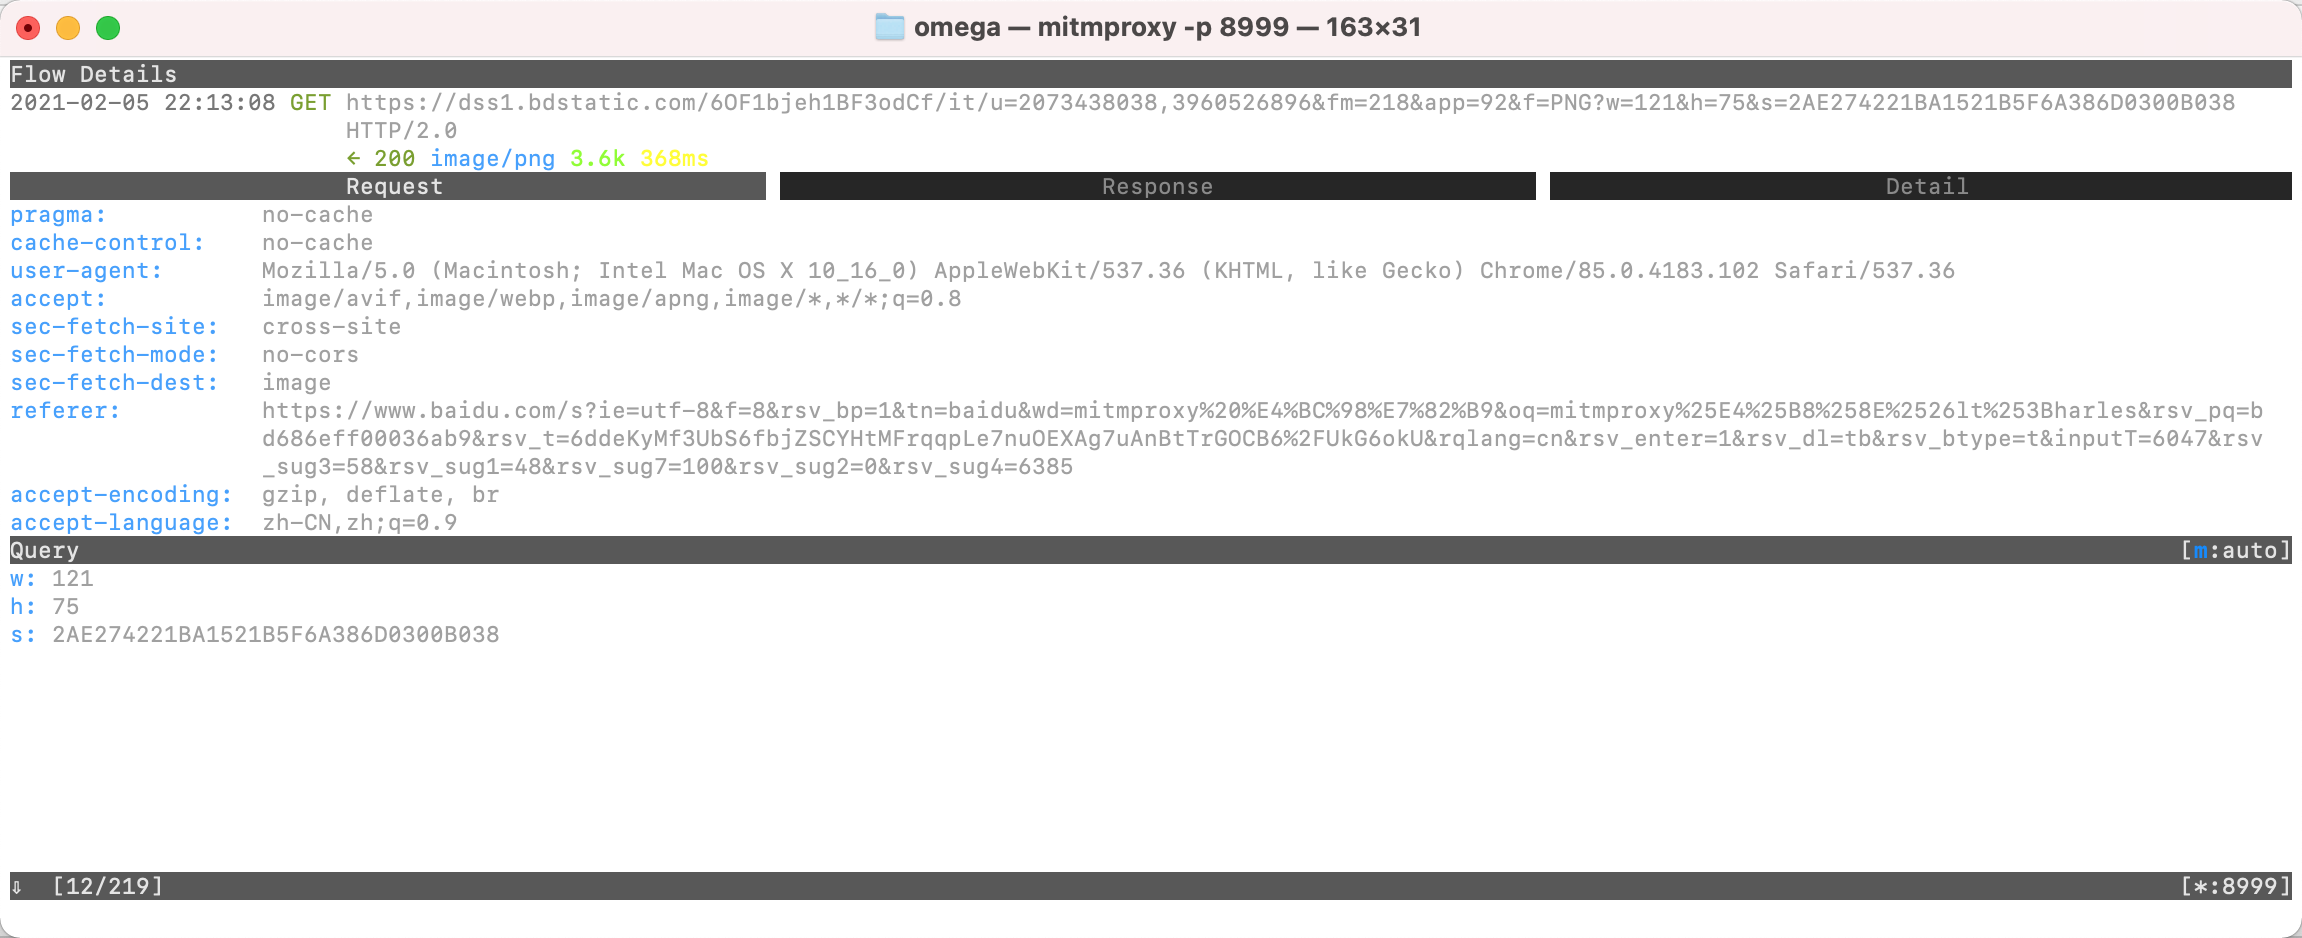 omega — mitmproxy -p 8999 — 163×31
Flow Details
2021-02-05 22:13:08 GET https://dss1.bdstatic.com/6OF1bjeh1BF3odCf/it/u=2073438038,3960526896&fm=218&app=92&f=PNG?w=121&h=75&s=2AE274221BA1521B5F6A386D0300B038
HTTP/2.0
← 200 image/png 3.6k 368ms
Request Response Detail
pragma: no-cache
cache-control: no-cache
user-agent: Mozilla/5.0 (Macintosh; Intel Mac OS X 10_16_0) AppleWebKit/537.36 (KHTML, like Gecko) Chrome/85.0.4183.102 Safari/537.36
accept: image/avif,image/webp,image/apng,image/*,*/*;q=0.8
sec-fetch-site: cross-site
sec-fetch-mode: no-cors
sec-fetch-dest: image
referer: https://www.baidu.com/s?ie=utf-8&f=8&rsv_bp=1&tn=baidu&wd=mitmproxy%20%E4%BC%98%E7%82%B9&oq=mitmproxy%25E4%25B8%258E%2526lt%253Bharles&rsv_pq=b
d686eff00036ab9&rsv_t=6ddeKyMf3UbS6fbjZSCYHtMFrqqpLe7nuOEXAg7uAnBtTrGOCB6%2FUkG6okU&rqlang=cn&rsv_enter=1&rsv_dl=tb&rsv_btype=t&inputT=6047&rsv
_sug3=58&rsv_sug1=48&rsv_sug7=100&rsv_sug2=0&rsv_sug4=6385
accept-encoding: gzip, deflate, br
accept-language: zh-CN,zh;q=0.9
Query [m:auto]
w: 121
h: 75
s: 2AE274221BA1521B5F6A386D0300B038
⇩ [12/219] [*:8999]